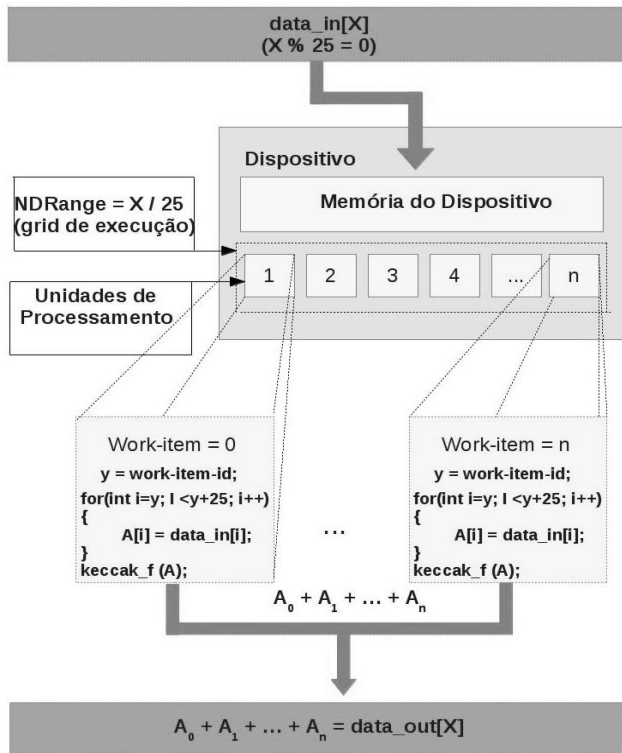 data_in[X]
(X % 25 = 0)
Dispositivo
Memória do Dispositivo
NDRange = X / 25
(grid de execução)
1 2 3 4 ... n
Unidades de
Processamento
Work-item = 0
y = work-item-id;
for(int i=y; I <y+25; i++)
{
A[i] = data_in[i];
}
keccak_f (A);
...
Work-item = n
y = work-item-id;
for(int i=y; I <y+25; i++)
{
A[i] = data_in[i];
}
keccak_f (A);
A0 + A1 + ... + An
A0 + A1 + ... + An = data_out[X]